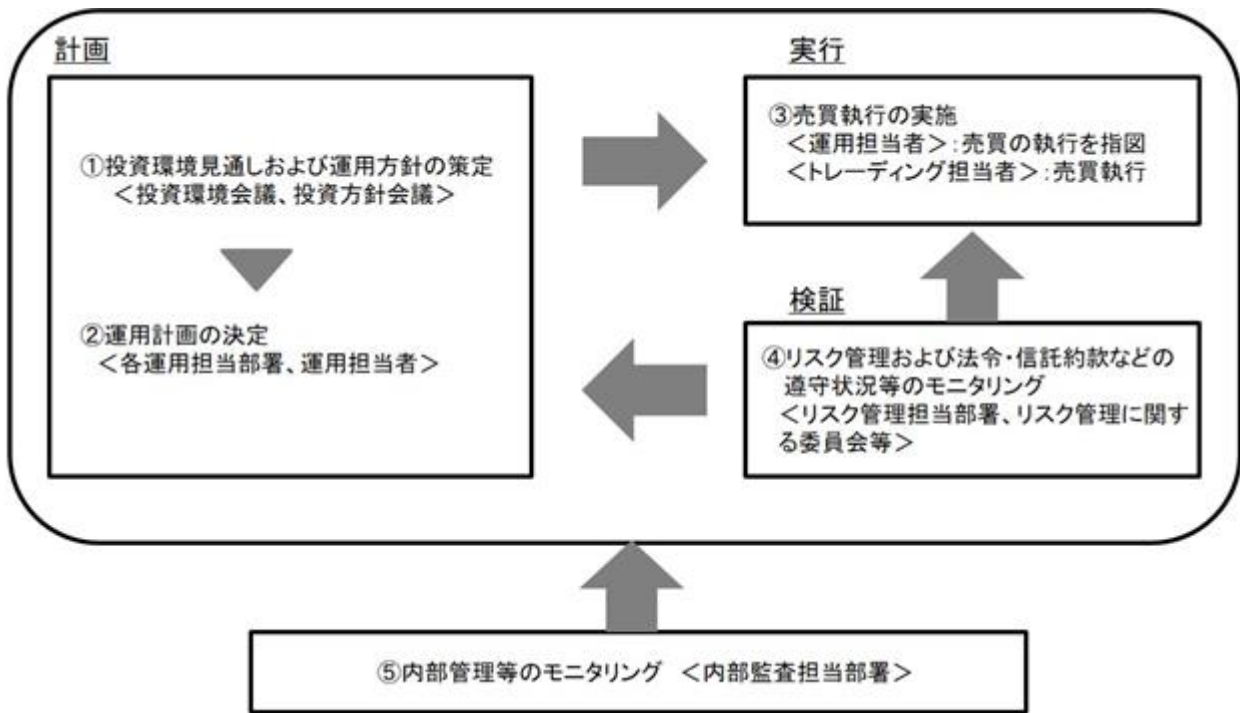 計画
①投資環境見通しおよび運用方針の策定
＜投資環境会議、投資方針会議＞
②運用計画の決定
＜各運用担当部署、運用担当者＞
実行
③売買執行の実施
＜運用担当者＞：売買の執行を指図
＜トレーディング担当者＞：売買執行
検証
④リスク管理および法令・信託約款などの
遵守状況等のモニタリング
＜リスク管理担当部署、リスク管理に関す
る委員会等＞
⑤内部管理等のモニタリング　＜内部監査担当部署＞